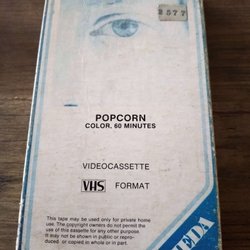 2577
POPCORN
COLOR, 60 MINUTES
VIDEOCASSETTE
VHS FORMAT
This tape may be used only for private home
use. The copyright owners do not permit the
use of this cassette for any other purpose.
It may not be shown in public or repro-
duced, or copied in whole or in part.
EDA